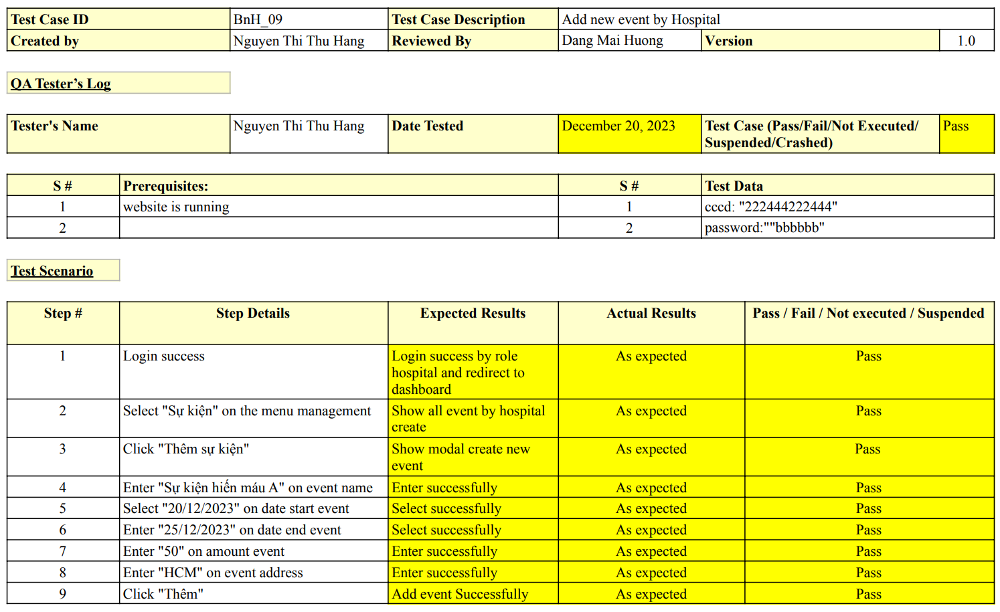 Test Case ID BnH_09 Test Case Description Add new event by Hospital
Created by Nguyen Thi Thu Hang Reviewed By Dang Mai Huong Version 1.0
QA Tester’s Log
Tester's Name Nguyen Thi Thu Hang Date Tested December 20, 2023 Test Case (Pass/Fail/Not Executed/ Pass
Suspended/Crashed)
S # Prerequisites: S # Test Data
1 website is running 1 cccd: "222444222444"
2 2 password:""bbbbbb"
Test Scenario
Step # Step Details Expected Results Actual Results Pass / Fail / Not executed / Suspended
1 Login success Login success by role As expected Pass
hospital and redirect to
dashboard
2 Select "Sự kiện" on the menu management Show all event by hospital As expected Pass
create
3 Click "Thêm sự kiện" Show modal create new As expected Pass
event
4 Enter "Sự kiện hiến máu A" on event name Enter successfully As expected Pass
5 Select "20/12/2023" on date start event Select successfully As expected Pass
6 Enter "25/12/2023" on date end event Select successfully As expected Pass
7 Enter "50" on amount event Enter successfully As expected Pass
8 Enter "HCM" on event address Enter successfully As expected Pass
9 Click "Thêm" Add event Successfully As expected Pass